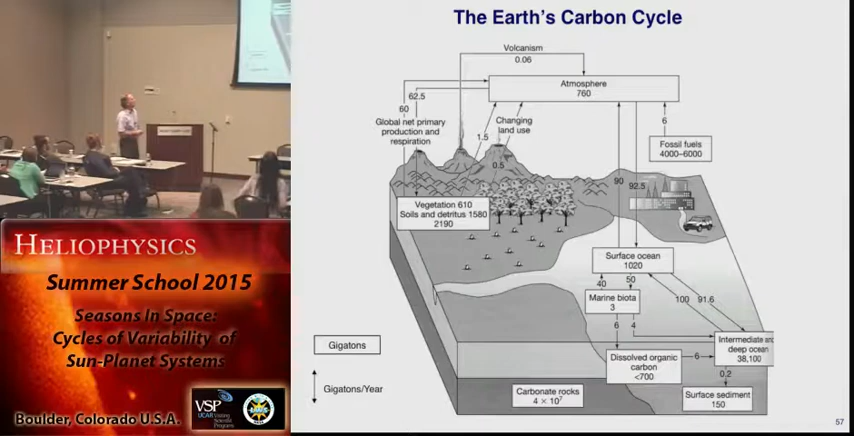 The Earth's Carbon Cycle
Volcanism
0.06
Atmosphere
760
62.5
60
Global net primary
production and
respiration
1.5
Changing
land use
0.5
6
Fossil fuels
4000–6000
90
92.5
Vegetation 610
Soils and detritus 1580
2190
Surface ocean
1020
40
50
Marine biota
3
100
91.6
6
4
Intermediate and
deep ocean
38,100
Dissolved organic
carbon
<700
6
0.2
Surface sediment
150
Carbonate rocks
4 × 10⁷
Gigatons
Gigatons/Year
57
HELIOPHYSICS
Summer School 2015
Seasons In Space:
Cycles of Variability of
Sun-Planet Systems
Boulder, Colorado U.S.A.
VSP
UCAR Visiting
Scientist
Programs